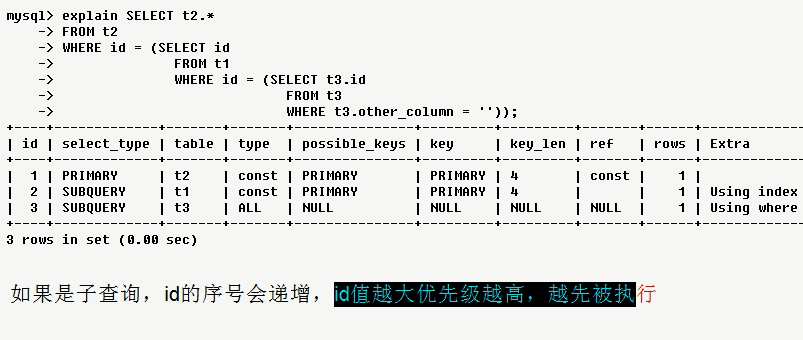 mysql> explain SELECT t2.*
    -> FROM t2
    -> WHERE id = (SELECT id
    ->             FROM t1
    ->             WHERE id = (SELECT t3.id
    ->                         FROM t3
    ->                         WHERE t3.other_column = ''));
+----+-------------+-------+-------+---------------+---------+---------+-------+------+-------------
| id | select_type | table | type  | possible_keys | key     | key_len | ref   | rows | Extra
+----+-------------+-------+-------+---------------+---------+---------+-------+------+-------------
|  1 | PRIMARY     | t2    | const | PRIMARY       | PRIMARY | 4       | const |    1 |
|  2 | SUBQUERY    | t1    | const | PRIMARY       | PRIMARY | 4       |       |    1 | Using index
|  3 | SUBQUERY    | t3    | ALL   | NULL          | NULL    | NULL    | NULL  |    1 | Using where
+----+-------------+-------+-------+---------------+---------+---------+-------+------+-------------
3 rows in set (0.00 sec)
如果是子查询，id的序号会递增，id值越大优先级越高，越先被执行